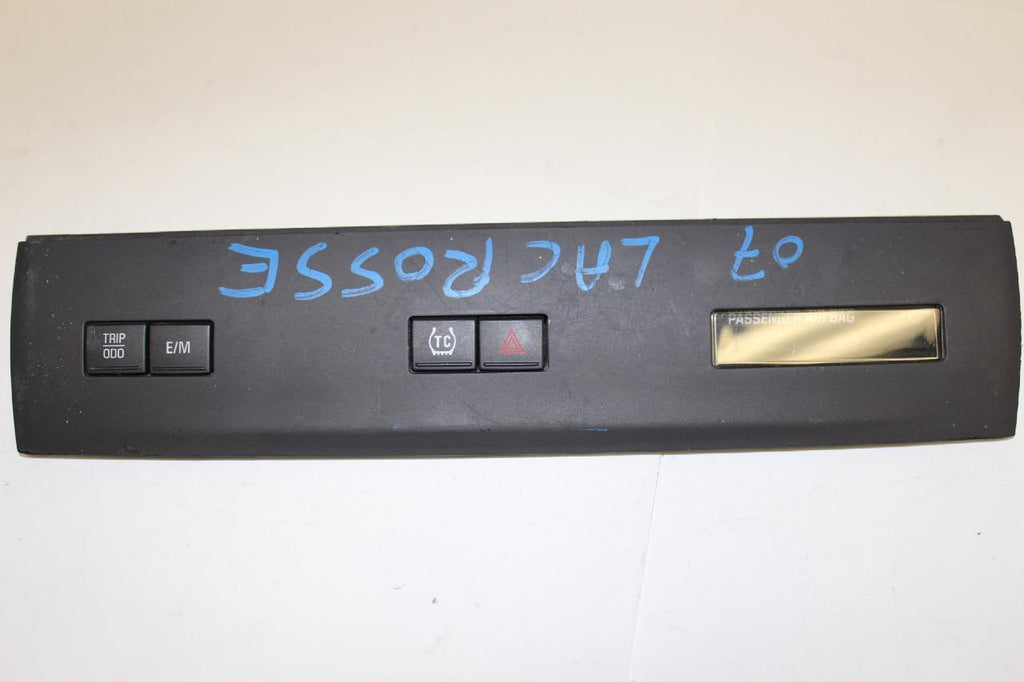 07 LACROSSE
TRIP
ODO
E/M
TC
PASSENGER AIR BAG